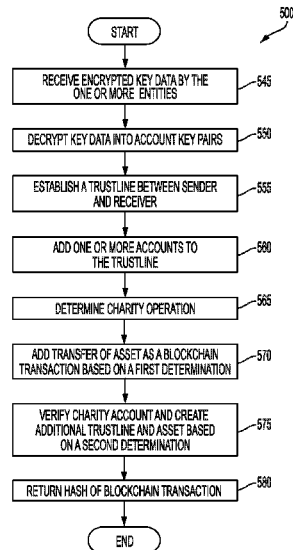 500
START
RECEIVE ENCRYPTED KEY DATA BY THE
ONE OR MORE ENTITIES
545
DECRYPT KEY DATA INTO ACCOUNT KEY PAIRS
550
ESTABLISH A TRUSTLINE BETWEEN SENDER
AND RECEIVER
555
ADD ONE OR MORE ACCOUNTS TO
THE TRUSTLINE
560
DETERMINE CHARITY OPERATION
565
ADD TRANSFER OF ASSET AS A BLOCKCHAIN
TRANSACTION BASED ON A FIRST DETERMINATION
570
VERIFY CHARITY ACCOUNT AND CREATE
ADDITIONAL TRUSTLINE AND ASSET BASED
ON A SECOND DETERMINATION
575
RETURN HASH OF BLOCKCHAIN TRANSACTION
580
END